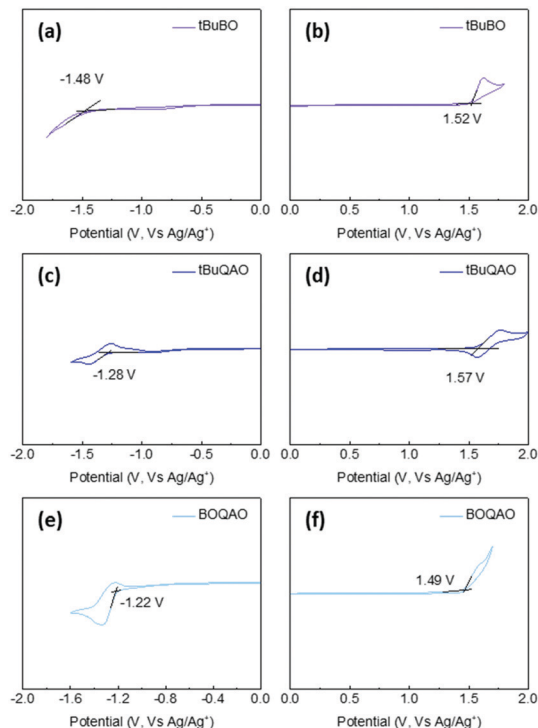 (a)
tBuBO
-1.48 V
-2.0 -1.5 -1.0 -0.5 0.0
Potential (V, Vs Ag/Ag⁺)
(b)
tBuBO
1.52 V
0.0 0.5 1.0 1.5 2.0
Potential (V, Vs Ag/Ag⁺)
(c)
tBuQAO
-1.28 V
-2.0 -1.5 -1.0 -0.5 0.0
Potential (V, Vs Ag/Ag⁺)
(d)
tBuQAO
1.57 V
0.0 0.5 1.0 1.5 2.0
Potential (V, Vs Ag/Ag⁺)
(e)
BOQAO
-1.22 V
-2.0 -1.6 -1.2 -0.8 -0.4 0.0
Potential (V, Vs Ag/Ag⁺)
(f)
BOQAO
1.49 V
0.0 0.5 1.0 1.5 2.0
Potential (V, Vs Ag/Ag⁺)